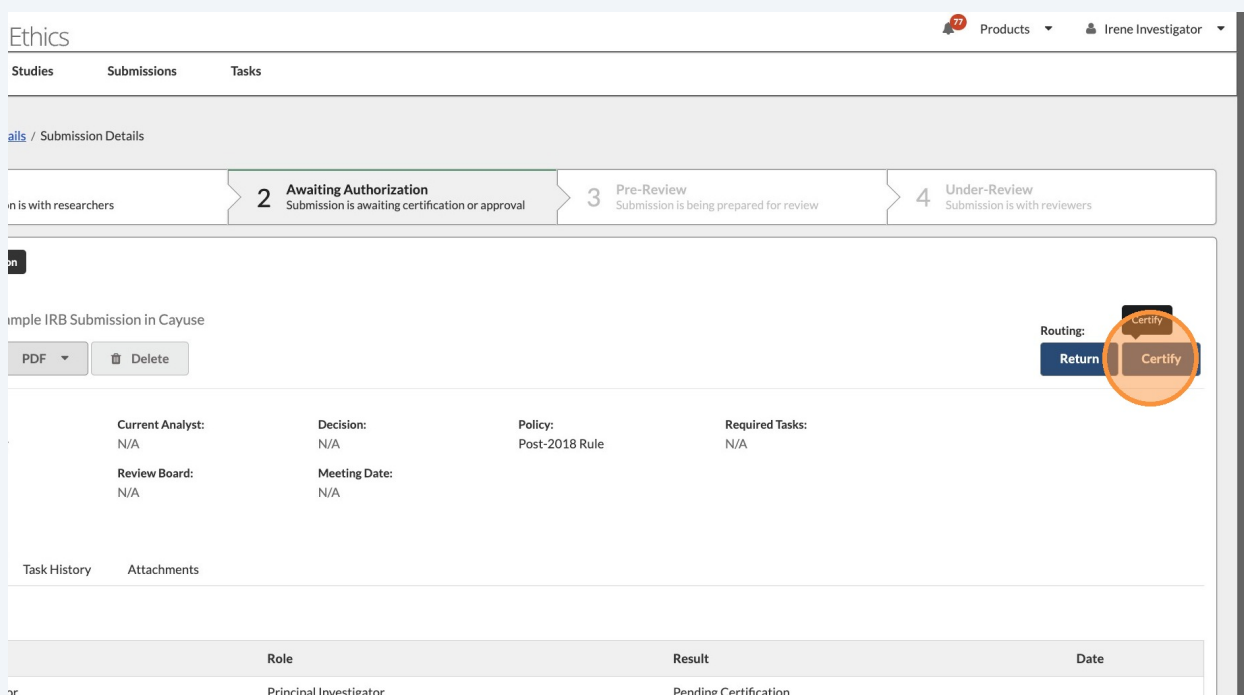 Ethics
77 Products Irene Investigator
Studies Submissions Tasks
ails / Submission Details
2 Awaiting Authorization 3 Pre-Review 4 Under-Review
n is with researchers Submission is awaiting certification or approval Submission is being prepared for review Submission is with reviewers
on
Certify
ample IRB Submission in Cayuse
Routing:
PDF Delete Return Certify
Current Analyst: Decision: Policy: Required Tasks:
N/A N/A Post-2018 Rule N/A
Review Board: Meeting Date:
N/A N/A
Task History Attachments
Role Result Date
or Principal Investigator Pending Certification